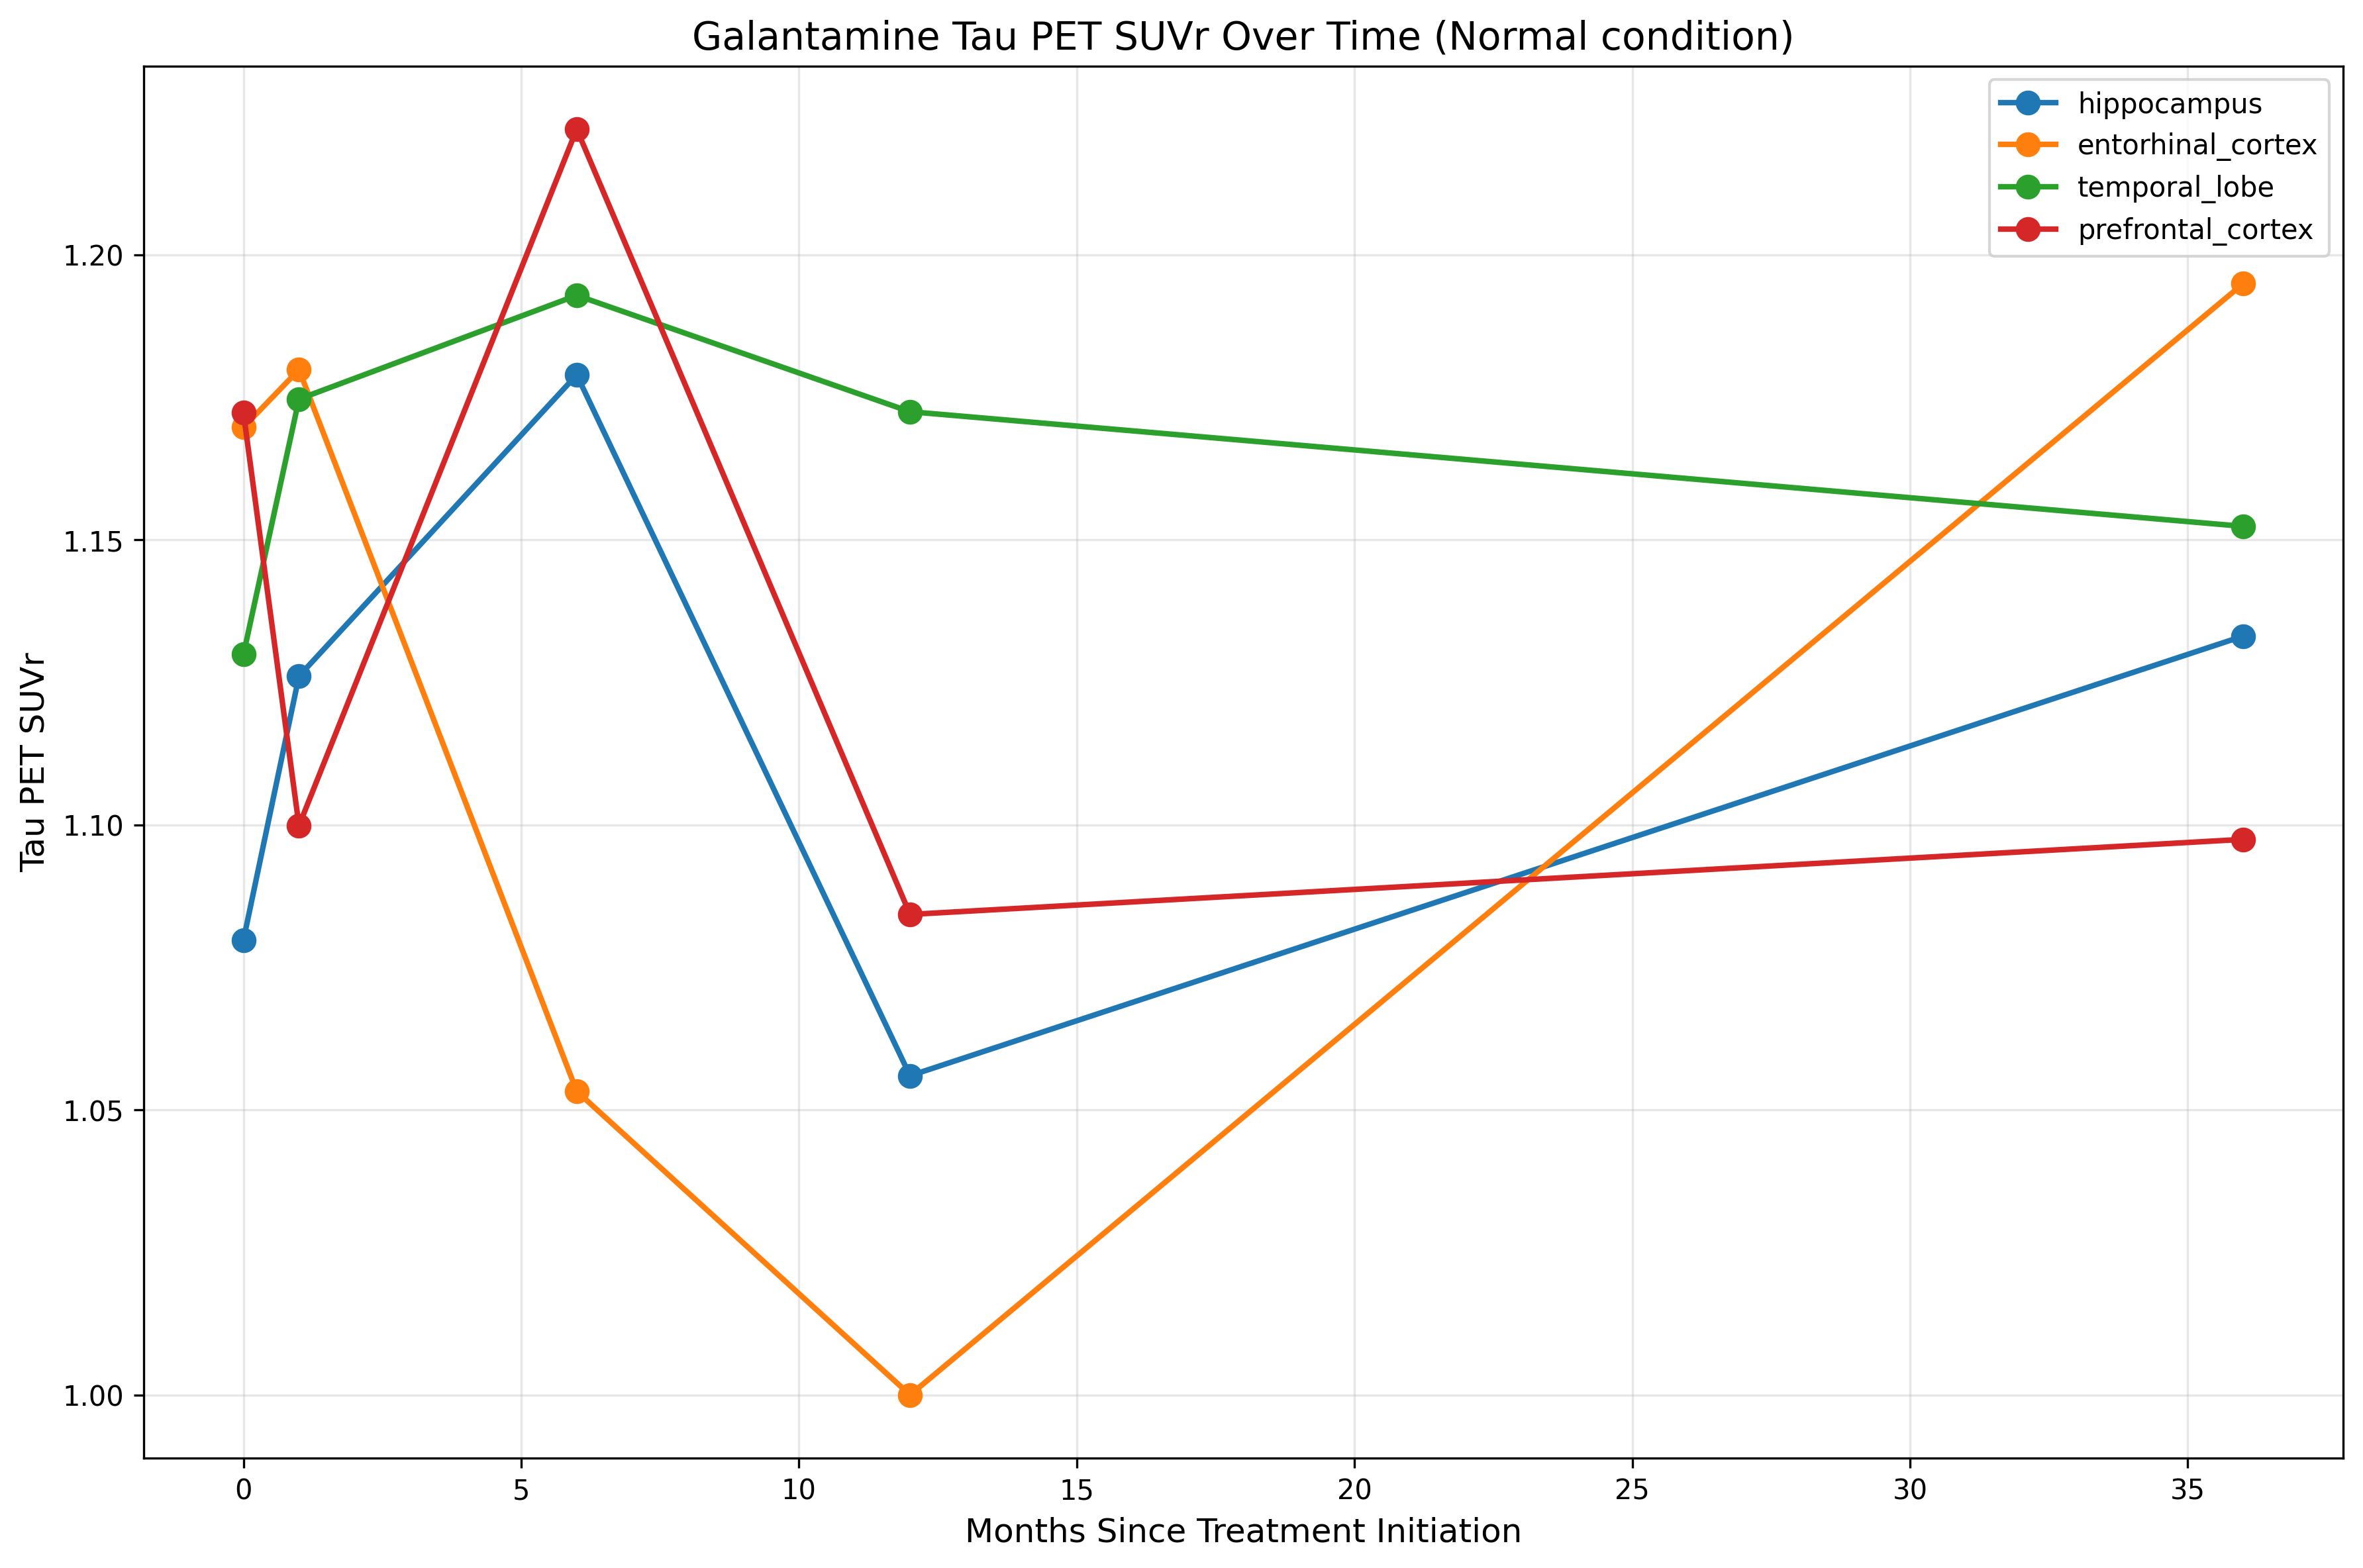 Galantamine Tau PET SUVr Over Time (Normal condition)
hippocampus
entorhinal_cortex
temporal_lobe
prefrontal_cortex
Tau PET SUVr
1.20
1.15
1.10
1.05
1.00
0 5 10 15 20 25 30 35
Months Since Treatment Initiation